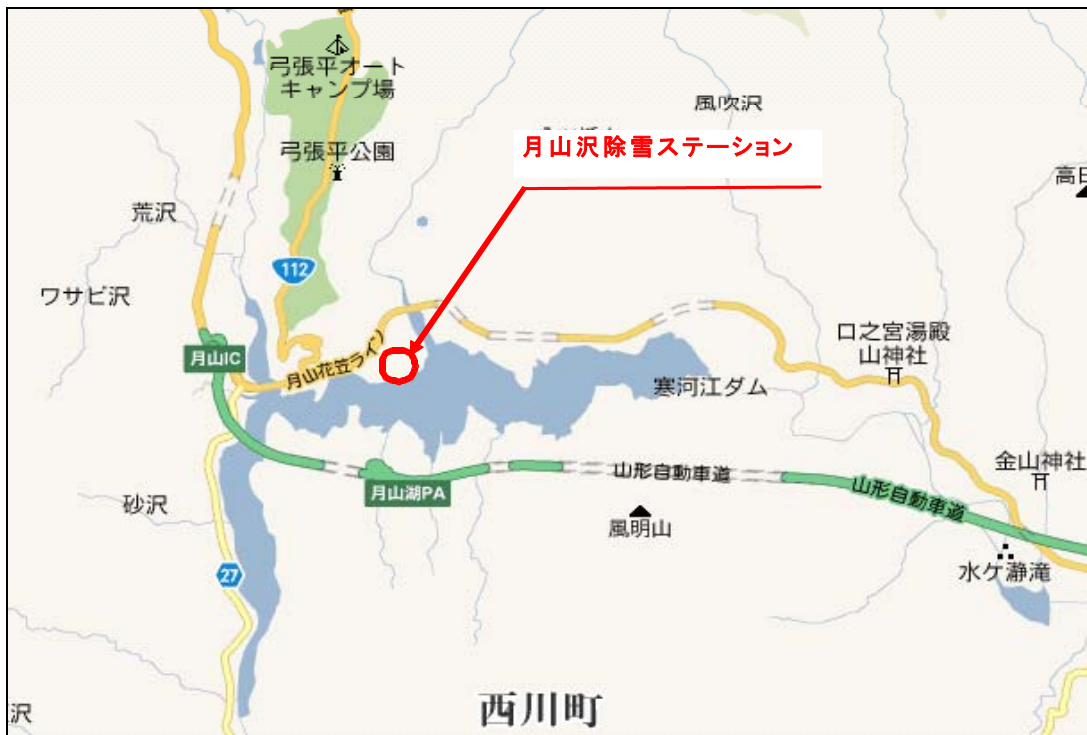 弓張平オート
キャンプ場
風吹沢
月山沢除雪ステーション
弓張平公園
高日
荒沢
112
ワサビ沢
口之宮湯殿
山神社
月山IC
月山花笠ライン
寒河江ダム
金山神社
山形自動車道
月山湖PA
山形自動車道
砂沢
風明山
水ケ瀞滝
27
西川町
沢